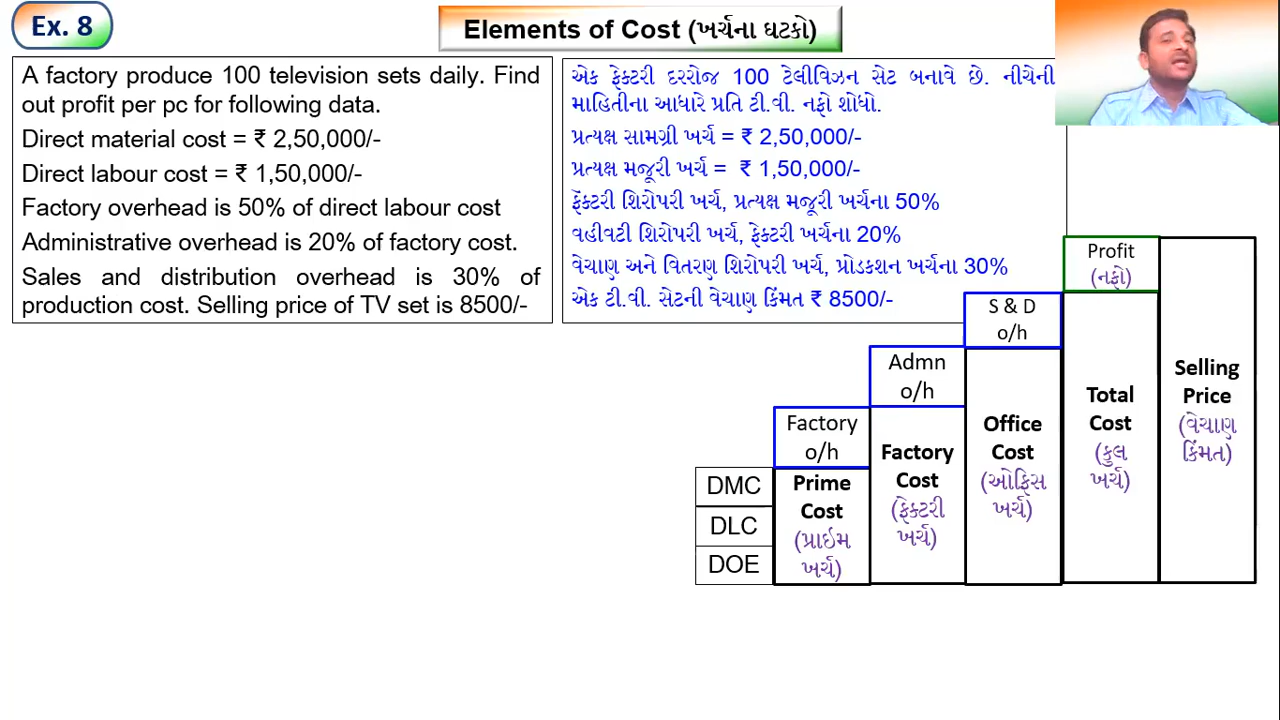 Ex. 8
Elements of Cost (ખર્ચના ઘટકો)
A factory produce 100 television sets daily. Find
out profit per pc for following data.
Direct material cost = ₹ 2,50,000/-
Direct labour cost = ₹ 1,50,000/-
Factory overhead is 50% of direct labour cost
Administrative overhead is 20% of factory cost.
Sales and distribution overhead is 30% of
production cost. Selling price of TV set is 8500/-
એક ફેક્ટરી દરરોજ 100 ટેલીવિઝન સેટ બનાવે છે. નીચેની
માહિતીના આધારે પ્રતિ ટી.વી. નફો શોધો.
પ્રત્યક્ષ સામગ્રી ખર્ચ = ₹ 2,50,000/-
પ્રત્યક્ષ મજૂરી ખર્ચ = ₹ 1,50,000/-
ફેંક્ટરી શિરોપરી ખર્ચ, પ્રત્યક્ષ મજૂરી ખર્ચના 50%
વહીવટી શિરોપરી ખર્ચ, ફેક્ટરી ખર્ચના 20%
વેચાણ અને વિતરણ શિરોપરી ખર્ચ, પ્રોડકશન ખર્ચના 30%
એક ટી.વી. સેટની વેચાણ કિંમત ₹ 8500/-
Profit
(નફો)
S & D
o/h
Admn
o/h
Factory
o/h
DMC
DLC
DOE
Prime
Cost
(પ્રાઇમ
ખર્ચ)
Factory
Cost
(ફેક્ટરી
ખર્ચ)
Office
Cost
(ઓફિસ
ખર્ચ)
Total
Cost
(કુલ
ખર્ચ)
Selling
Price
(વેચાણ
કિંમત)